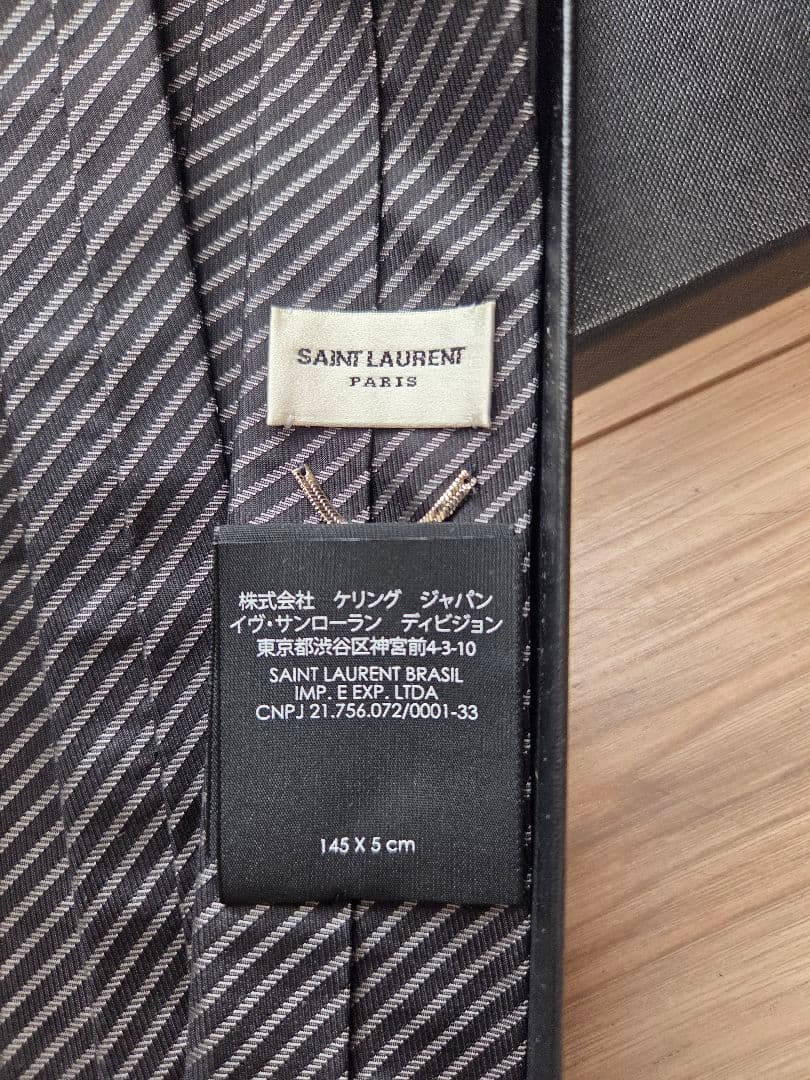 SAINT LAURENT
PARIS
株式会社 ケリング ジャパン
イヴ・サンローラン ディビジョン
東京都渋谷区神宮前4-3-10
SAINT LAURENT BRASIL
IMP. E EXP. LTDA
CNPJ 21.756.072/0001-33
145 X 5 cm